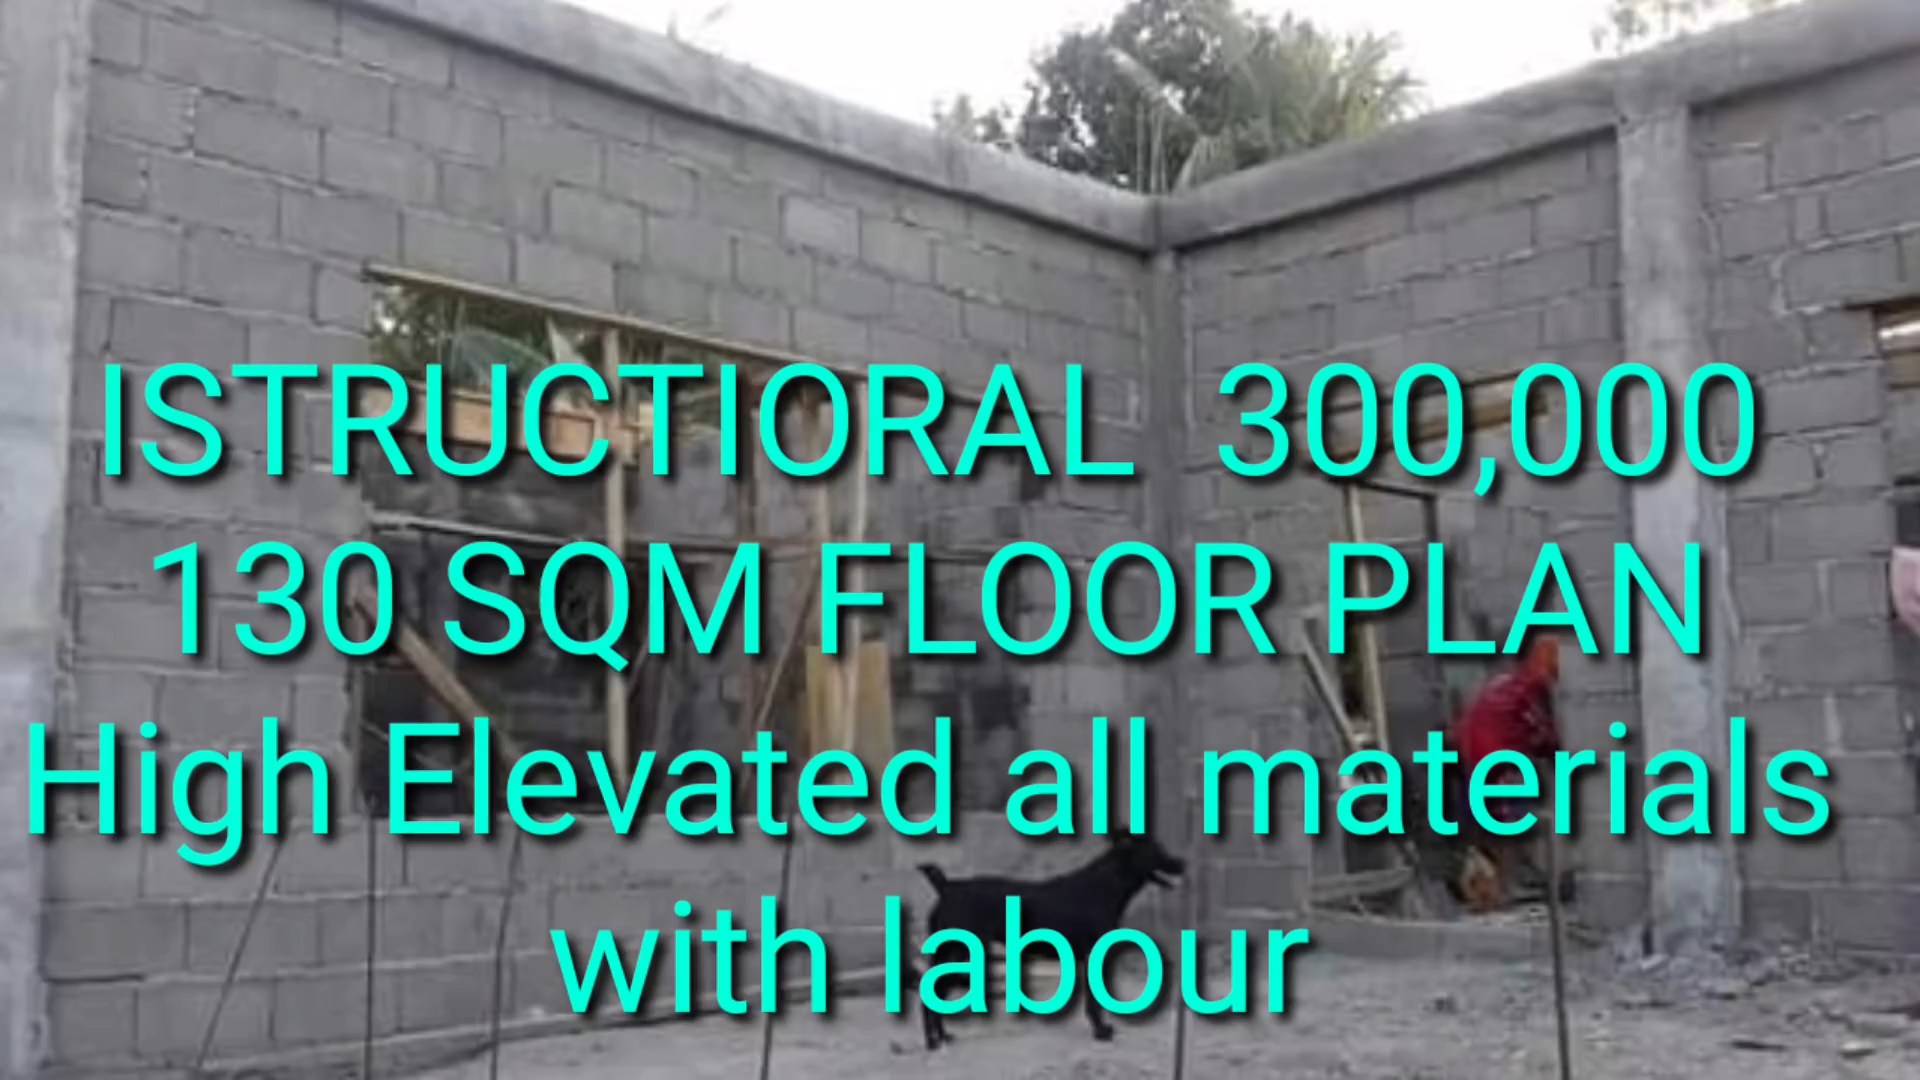 ISTRUCTIORAL 300,000
130 SQM FLOOR PLAN
High Elevated all materials
with labour